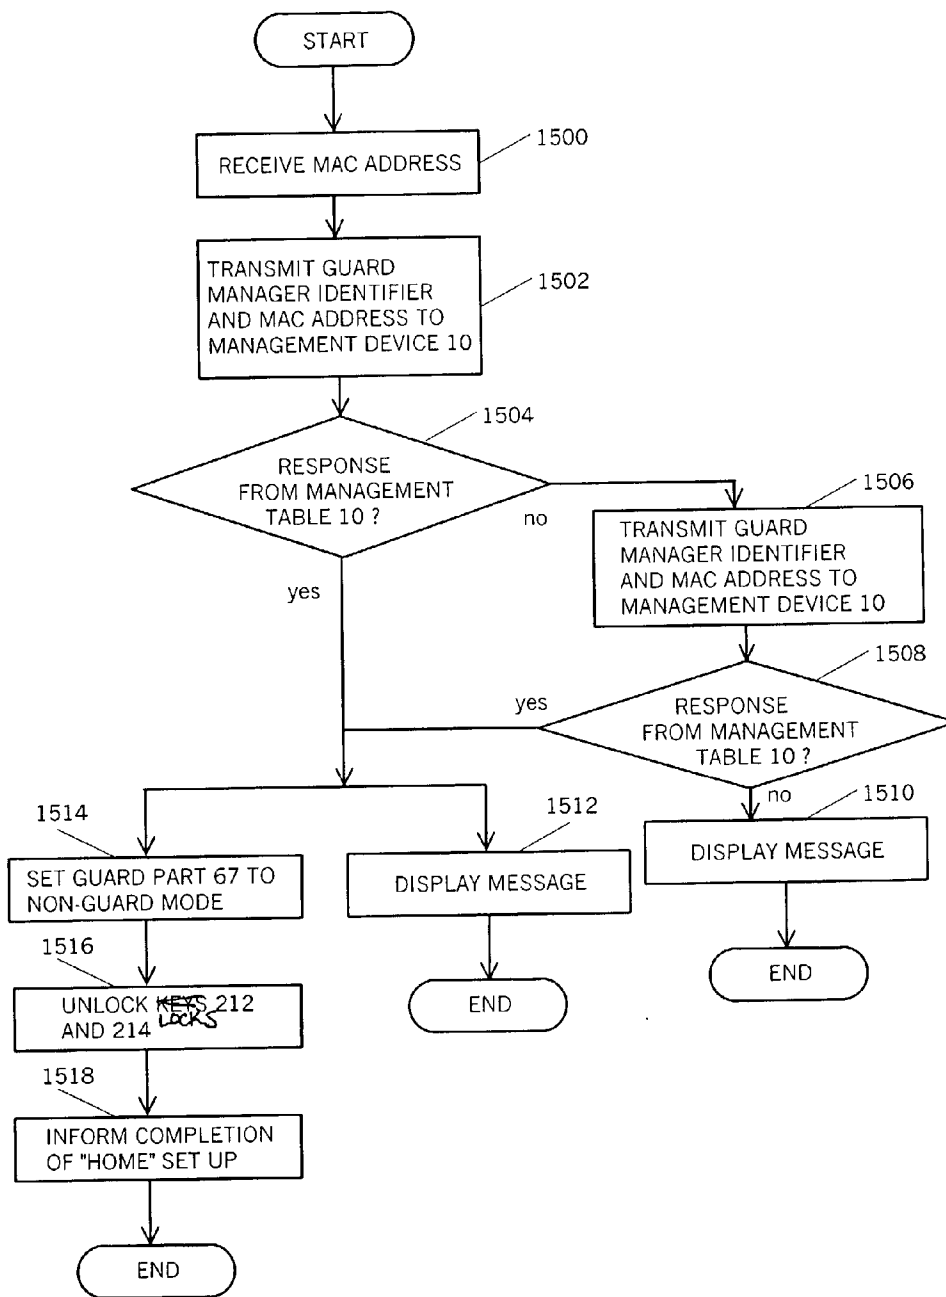 START
1500
RECEIVE MAC ADDRESS
TRANSMIT GUARD
MANAGER IDENTIFIER
AND MAC ADDRESS TO
MANAGEMENT DEVICE 10
1502
1504
RESPONSE
FROM MANAGEMENT
TABLE 10 ?
no
yes
1506
TRANSMIT GUARD
MANAGER IDENTIFIER
AND MAC ADDRESS TO
MANAGEMENT DEVICE 10
1508
yes
RESPONSE
FROM MANAGEMENT
TABLE 10 ?
no
1510
DISPLAY MESSAGE
END
1512
DISPLAY MESSAGE
END
1514
SET GUARD PART 67 TO
NON-GUARD MODE
1516
UNLOCK KEYS 212
AND 214 LOCKS
1518
INFORM COMPLETION
OF "HOME" SET UP
END